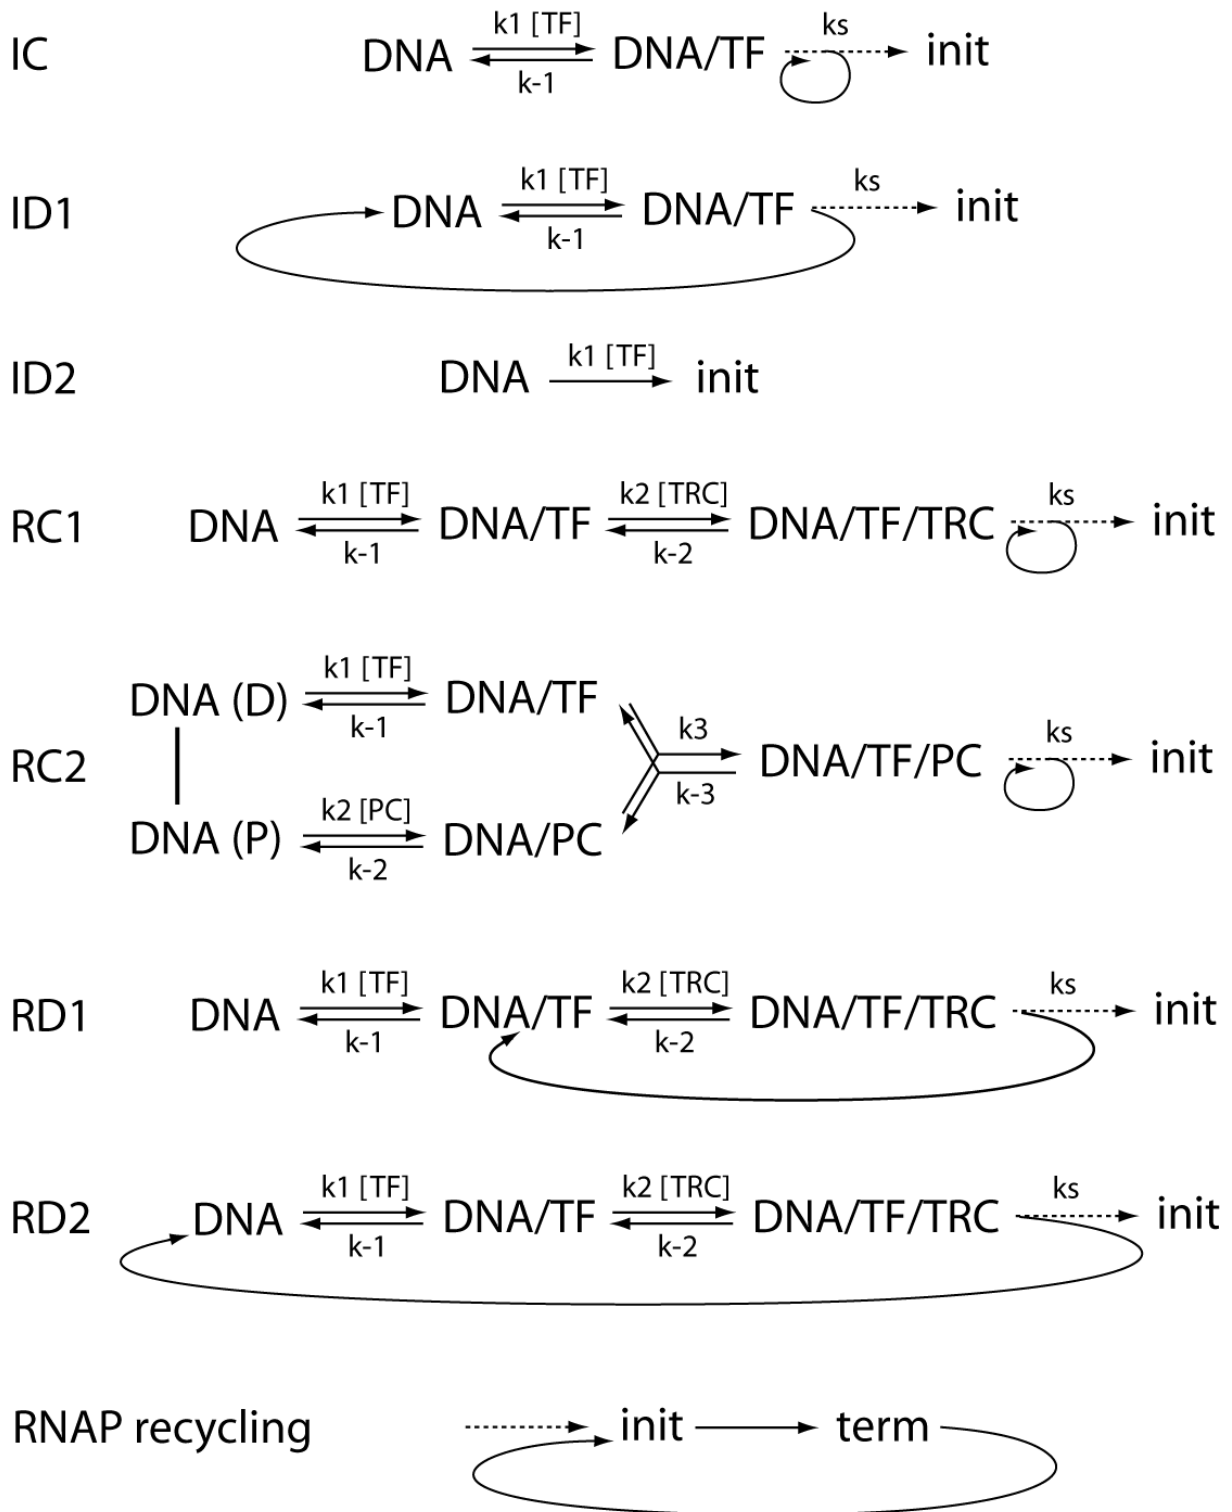 IC DNA k1 [TF] k-1 DNA/TF ks init
ID1 DNA k1 [TF] k-1 DNA/TF ks init
ID2 DNA k1 [TF] init
RC1 DNA k1 [TF] k-1 DNA/TF k2 [TRC] k-2 DNA/TF/TRC ks init
DNA (D) k1 [TF] k-1 DNA/TF
RC2 k3 k-3 DNA/TF/PC ks init
DNA (P) k2 [PC] k-2 DNA/PC
RD1 DNA k1 [TF] k-1 DNA/TF k2 [TRC] k-2 DNA/TF/TRC ks init
RD2 DNA k1 [TF] k-1 DNA/TF k2 [TRC] k-2 DNA/TF/TRC ks init
RNAP recycling init term